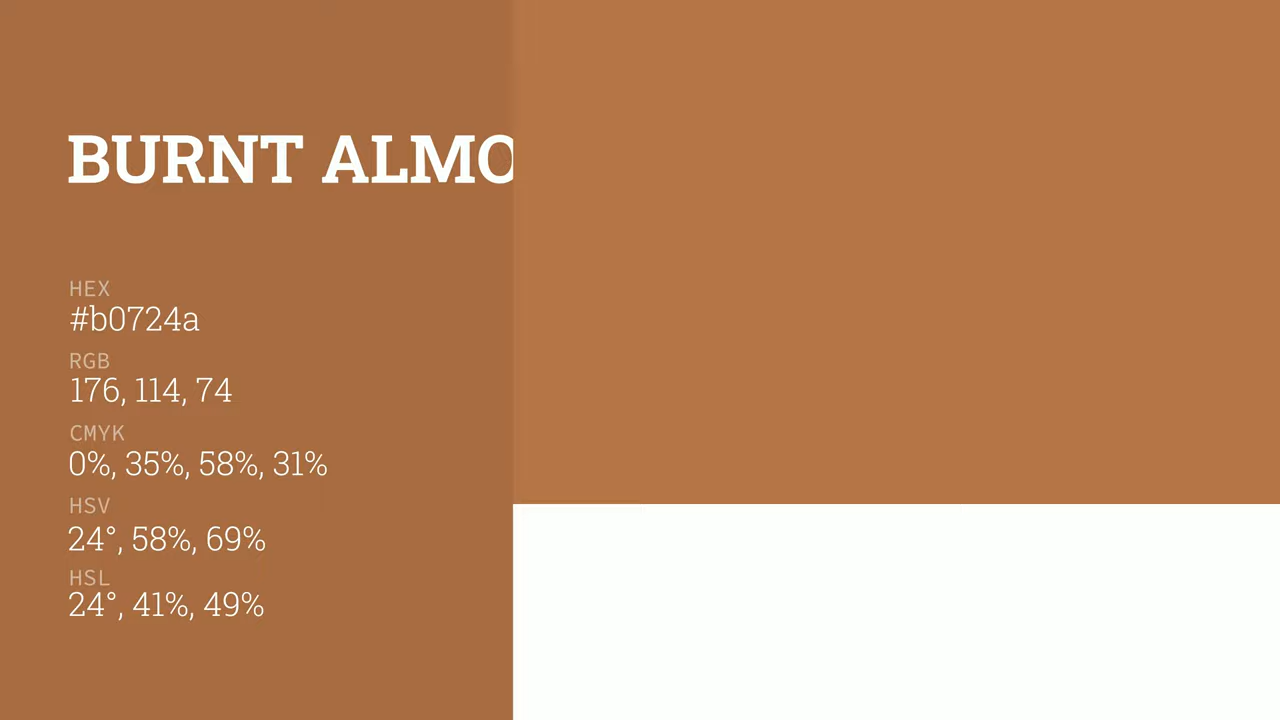 BURNT ALMO
HEX
#b0724a
RGB
176, 114, 74
CMYK
0%, 35%, 58%, 31%
HSV
24°, 58%, 69%
HSL
24°, 41%, 49%